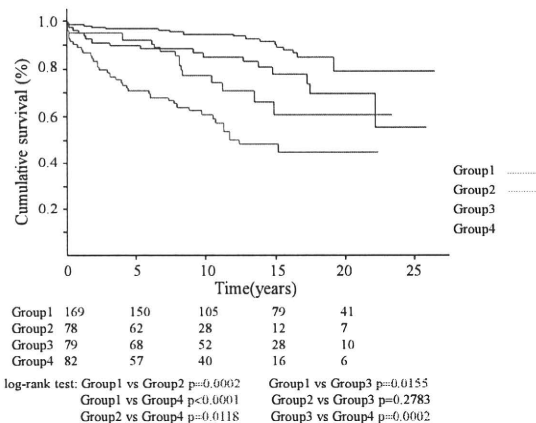 1.0
0.8
0.6
0.4
0.2
Cumulative survival (%)
0 5 10 15 20 25
Time(years)
Group1
Group2
Group3
Group4
Group1 169 150 105 79 41
Group2 78 62 28 12 7
Group3 79 68 52 28 10
Group4 82 57 40 16 6
log-rank test: Group1 vs Group2 p=0.0002 Group1 vs Group3 p=0.0155
Group1 vs Group4 p<0.0001 Group2 vs Group3 p=0.2783
Group2 vs Group4 p=0.0118 Group3 vs Group4 p=0.0002